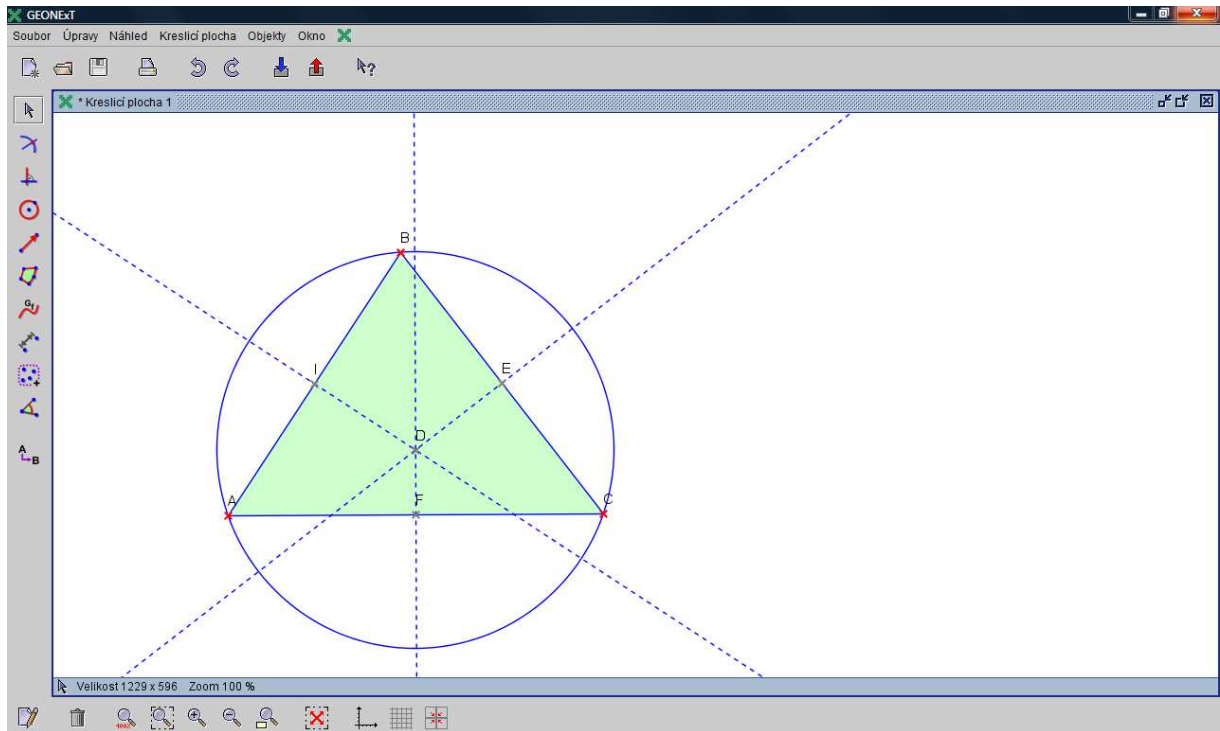 GEONExT
Soubor Úpravy Náhled Kreslicí plocha Objekty Okno
* Kreslicí plocha 1
B
I
E
D
A
F
C
A
B
Velikost 1229 x 596 Zoom 100 %